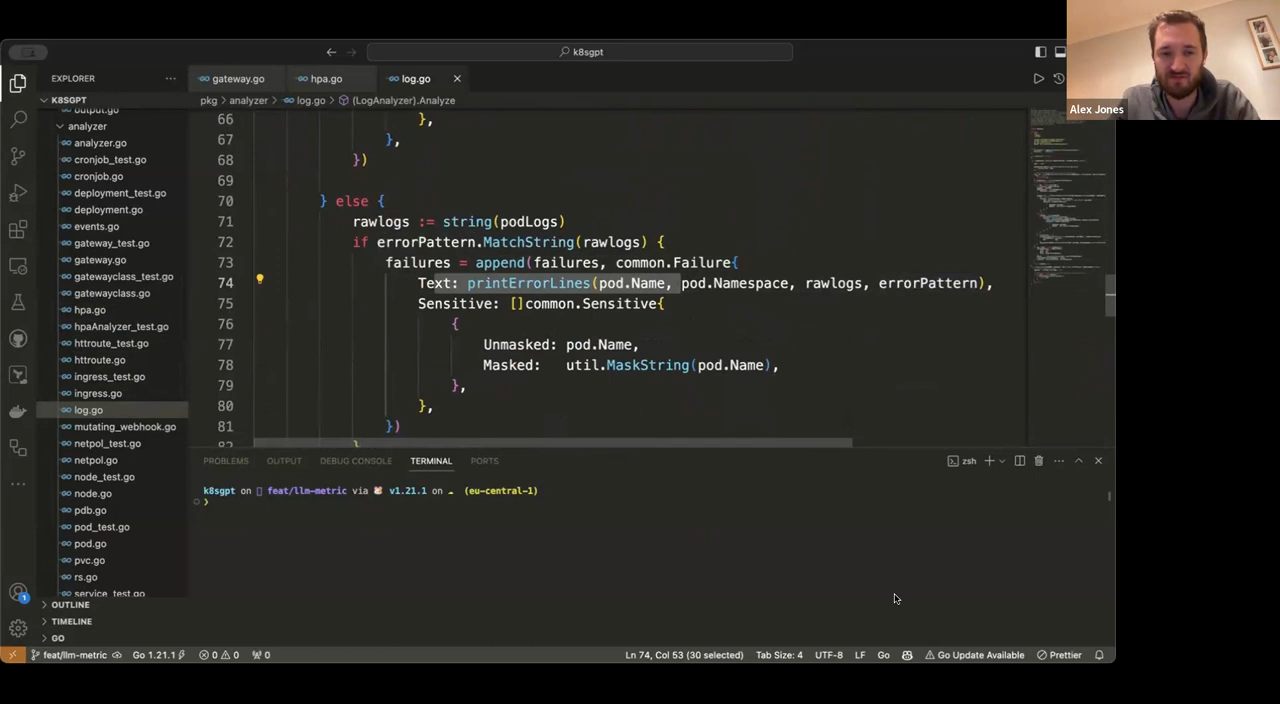 k8sgpt
EXPLORER
gateway.go
hpa.go
log.go
K8SGPT
pkg > analyzer > log.go > (LogAnalyzer).Analyze
output.go
analyzer
analyzer.go
cronjob_test.go
cronjob.go
deployment_test.go
deployment.go
events.go
gateway_test.go
gateway.go
gatewayclass_test.go
gatewayclass.go
hpa.go
hpaAnalyzer_test.go
httroute_test.go
httroute.go
ingress_test.go
ingress.go
log.go
mutating_webhook.go
netpol_test.go
netpol.go
node_test.go
node.go
pdb.go
pod_test.go
pod.go
pvc.go
rs.go
service_test.go
OUTLINE
TIMELINE
GO
66 },
67 },
68 })
69
70 } else {
71 rawlogs := string(podLogs)
72 if rorPattern.MatchString(rawlogs) {
73 failures = append(failures, common.Failure{
74 Text: printErrorLines(pod.Name, pod.Namespace, rawlogs, errorPattern),
75 Sensitive: []common.Sensitive{
76 {
77 Unmasked: pod.Name,
78 Masked: util.MaskString(pod.Name),
79 },
80 },
81 })
82 }
PROBLEMS OUTPUT DEBUG CONSOLE TERMINAL PORTS
zsh
k8sgpt on feat/llm-metric via v1.21.1 on (eu-central-1)
❯
1
feat/llm-metric Go 1.21.1 0 0 0
Ln 74, Col 53 (30 selected) Tab Size: 4 UTF-8 LF Go Go Update Available Prettier
Alex Jones